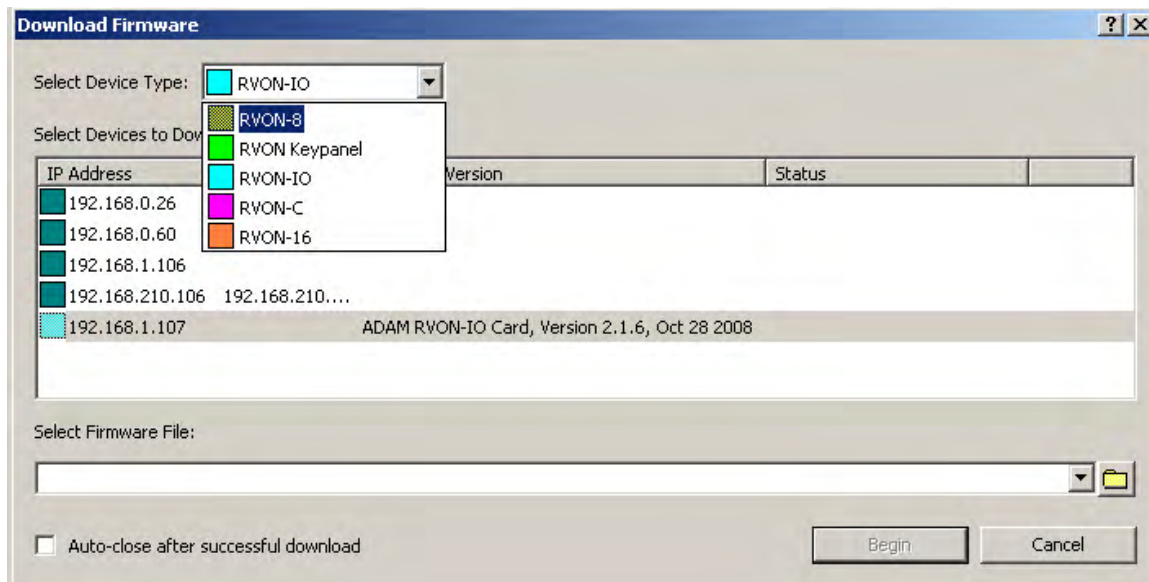 Download Firmware
Select Device Type: RVON-IO
RVON-8
Select Devices to Dow
RVON Keypanel
IP Address Version Status
RVON-IO
192.168.0.26
RVON-C
192.168.0.60
RVON-16
192.168.1.106
192.168.210.106 192.168.210....
192.168.1.107 ADAM RVON-IO Card, Version 2.1.6, Oct 28 2008
Select Firmware File:
Auto-close after successful download
Begin
Cancel